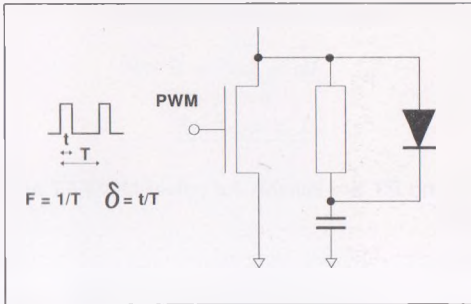 PWM
t
T
F = 1/T δ = t/T